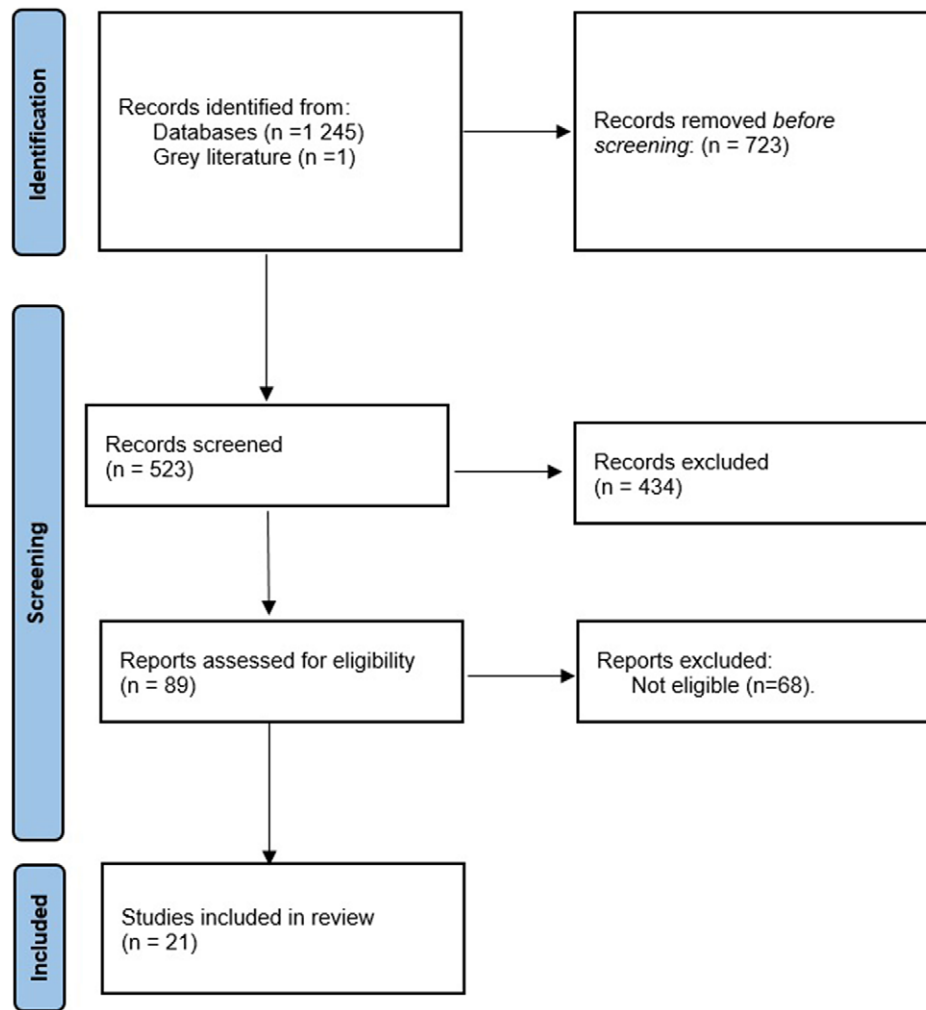 Identification
Records identified from:
Databases (n =1 245)
Grey literature (n =1)
Records removed before
screening: (n = 723)
Screening
Records screened
(n = 523)
Records excluded
(n = 434)
Reports assessed for eligibility
(n = 89)
Reports excluded:
Not eligible (n=68).
Included
Studies included in review
(n = 21)